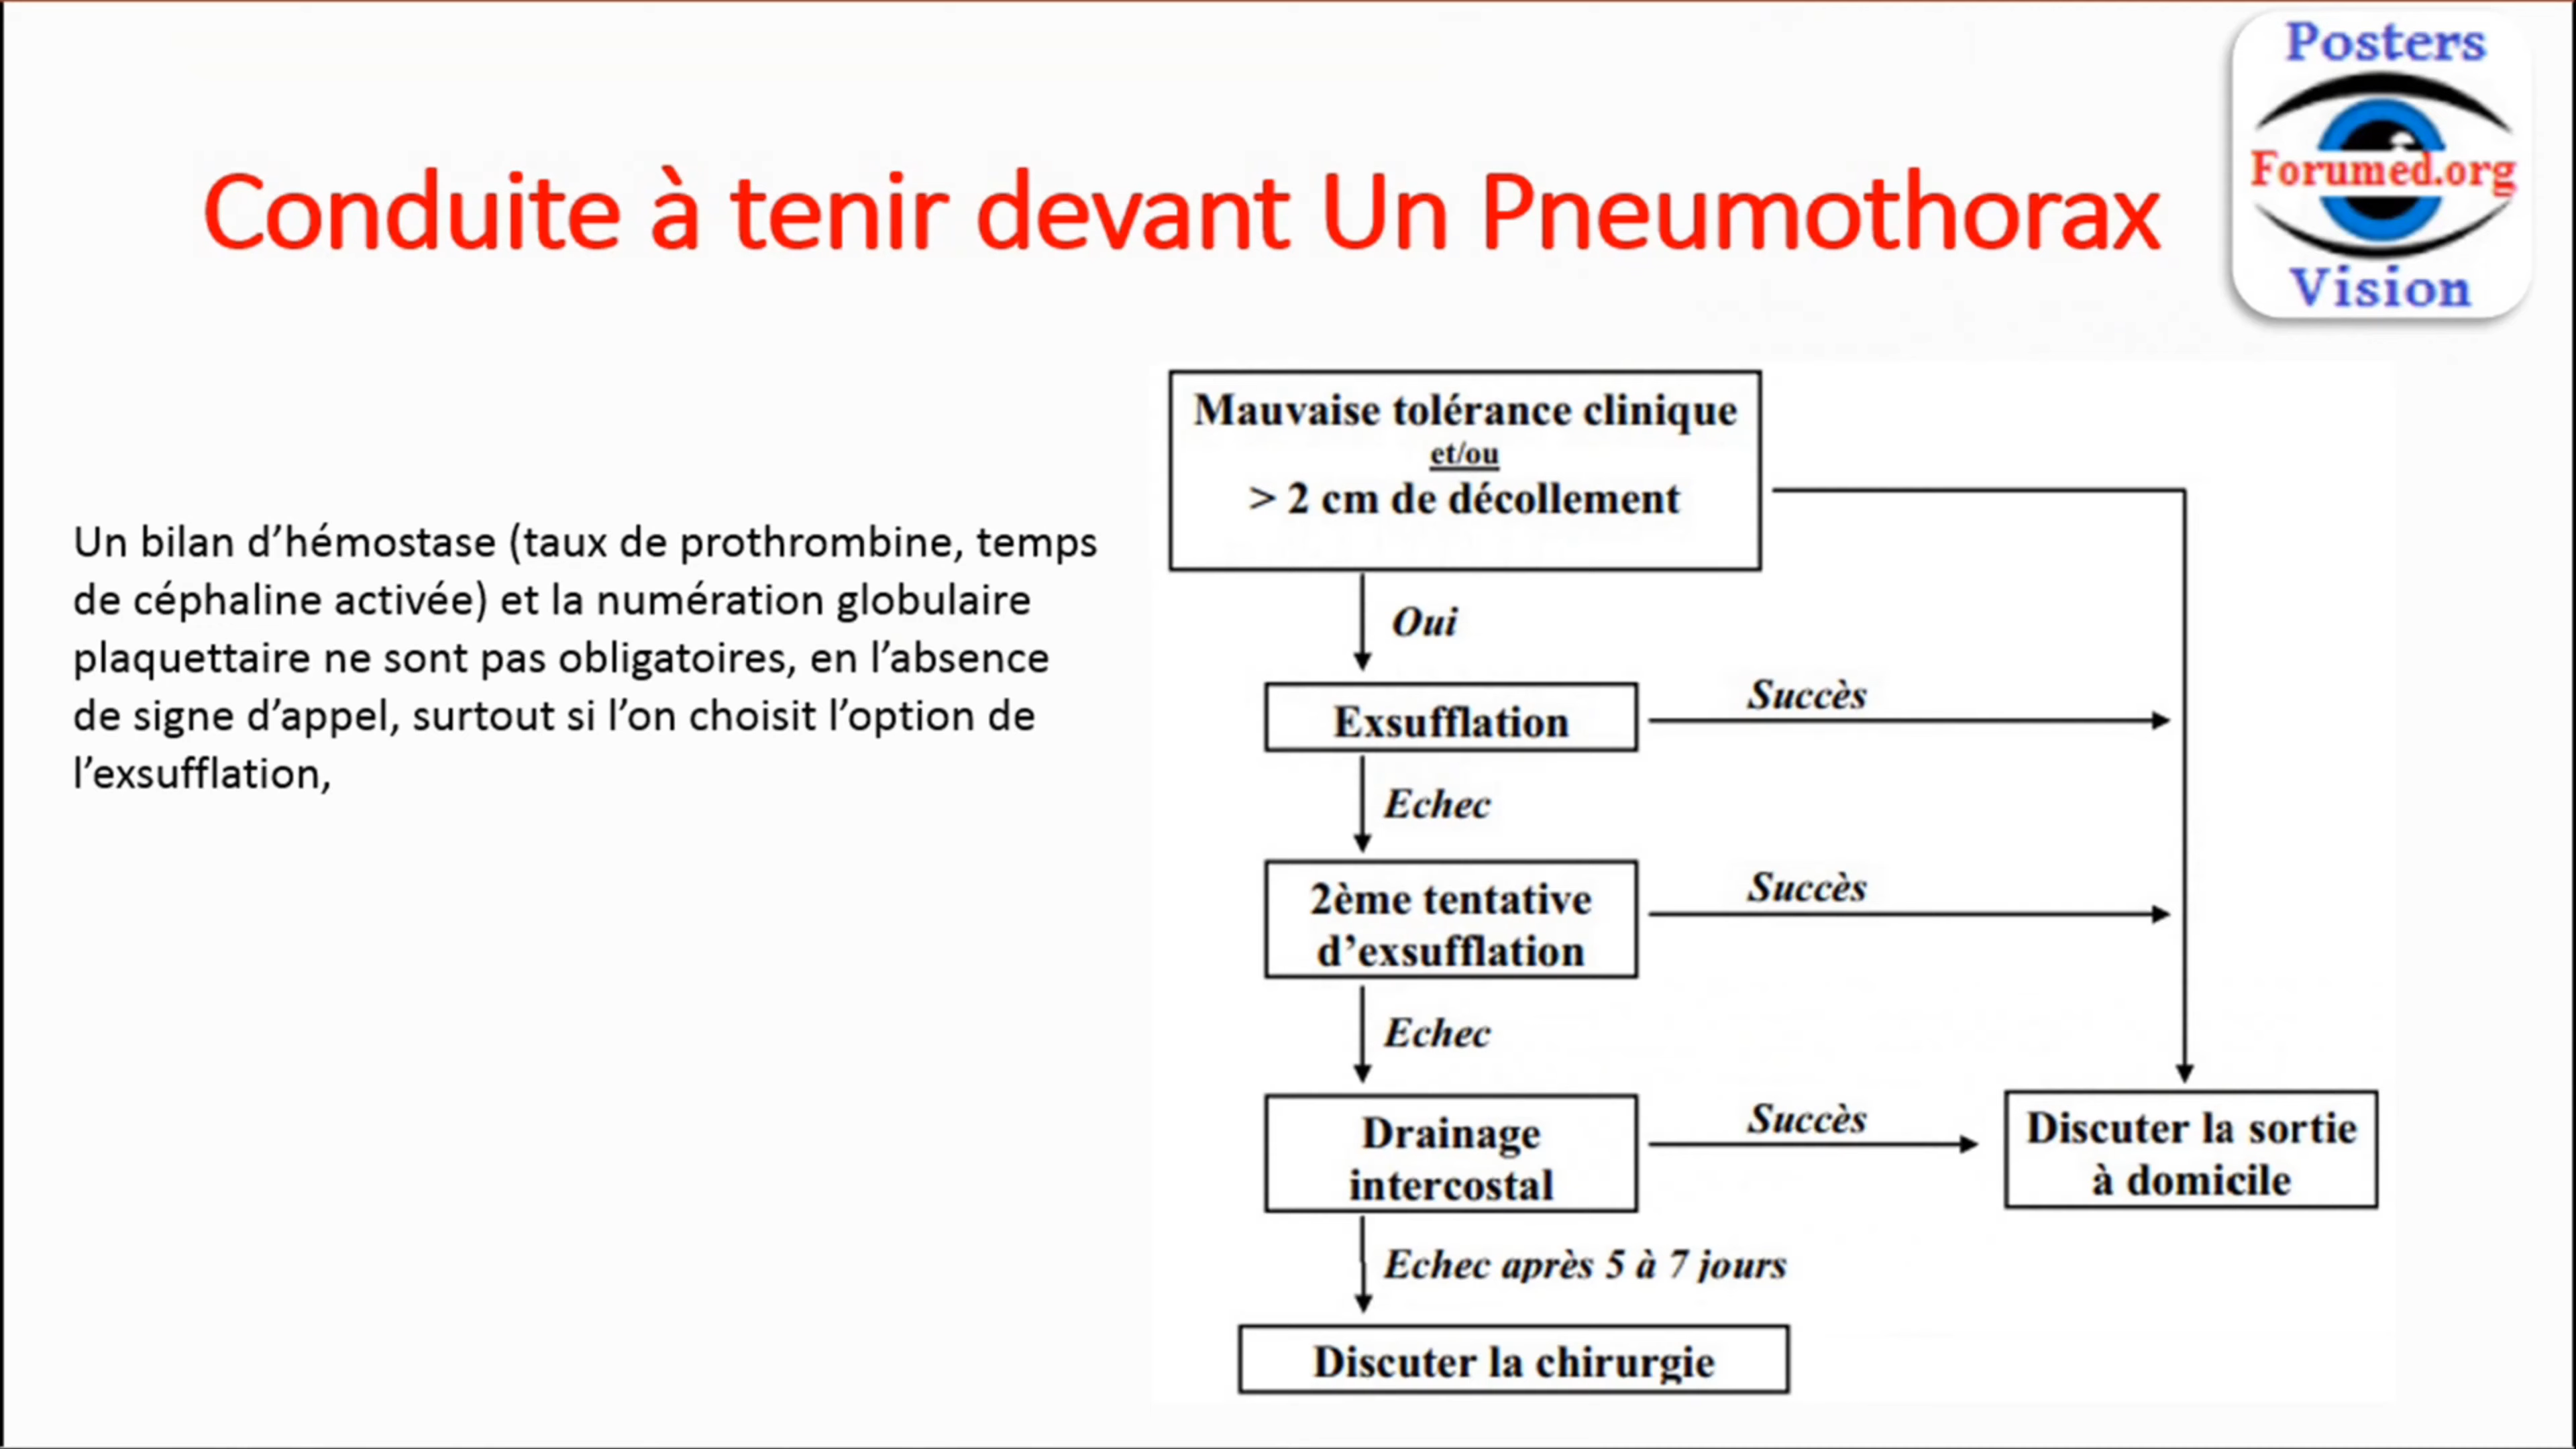 Posters
Forumed.org
Vision
Conduite à tenir devant Un Pneumothorax
Un bilan d’hémostase (taux de prothrombine, temps
de céphaline activée) et la numération globulaire
plaquettaire ne sont pas obligatoires, en l’absence
de signe d’appel, surtout si l’on choisit l’option de
l’exsufflation,
Mauvaise tolérance clinique
et/ou
> 2 cm de décollement
Oui
Exsufflation
Succès
Echec
2ème tentative
d’exsufflation
Succès
Echec
Drainage
intercostal
Succès
Discuter la sortie
à domicile
Echec après 5 à 7 jours
Discuter la chirurgie